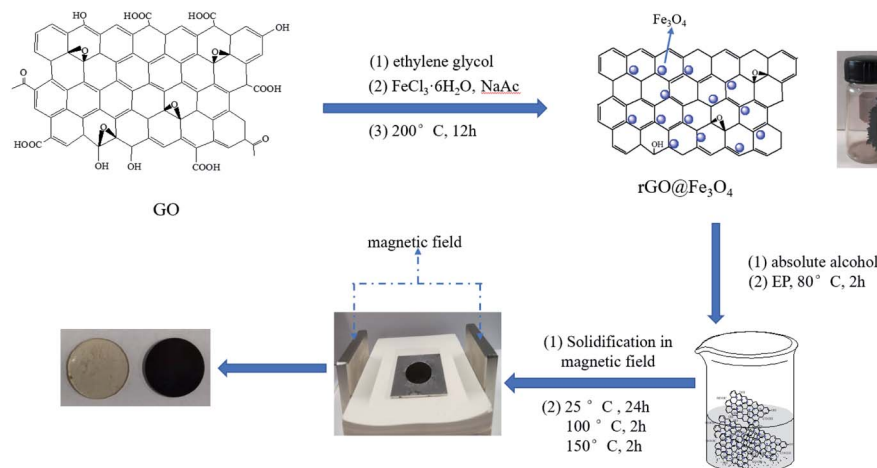 HO
HOOC
COOH
OH
O
O
O
COOH
HOOC
O
O
O
OH
OH
COOH
GO
(1) ethylene glycol
(2) FeCl₃·6H₂O, NaAc
(3) 200° C, 12h
Fe₃O₄
O
O
OH
rGO@Fe₃O₄
(1) absolute alcohol
(2) EP, 80° C, 2h
magnetic field
(1) Solidification in
magnetic field
(2) 25 ° C , 24h
100 ° C, 2h
150° C, 2h